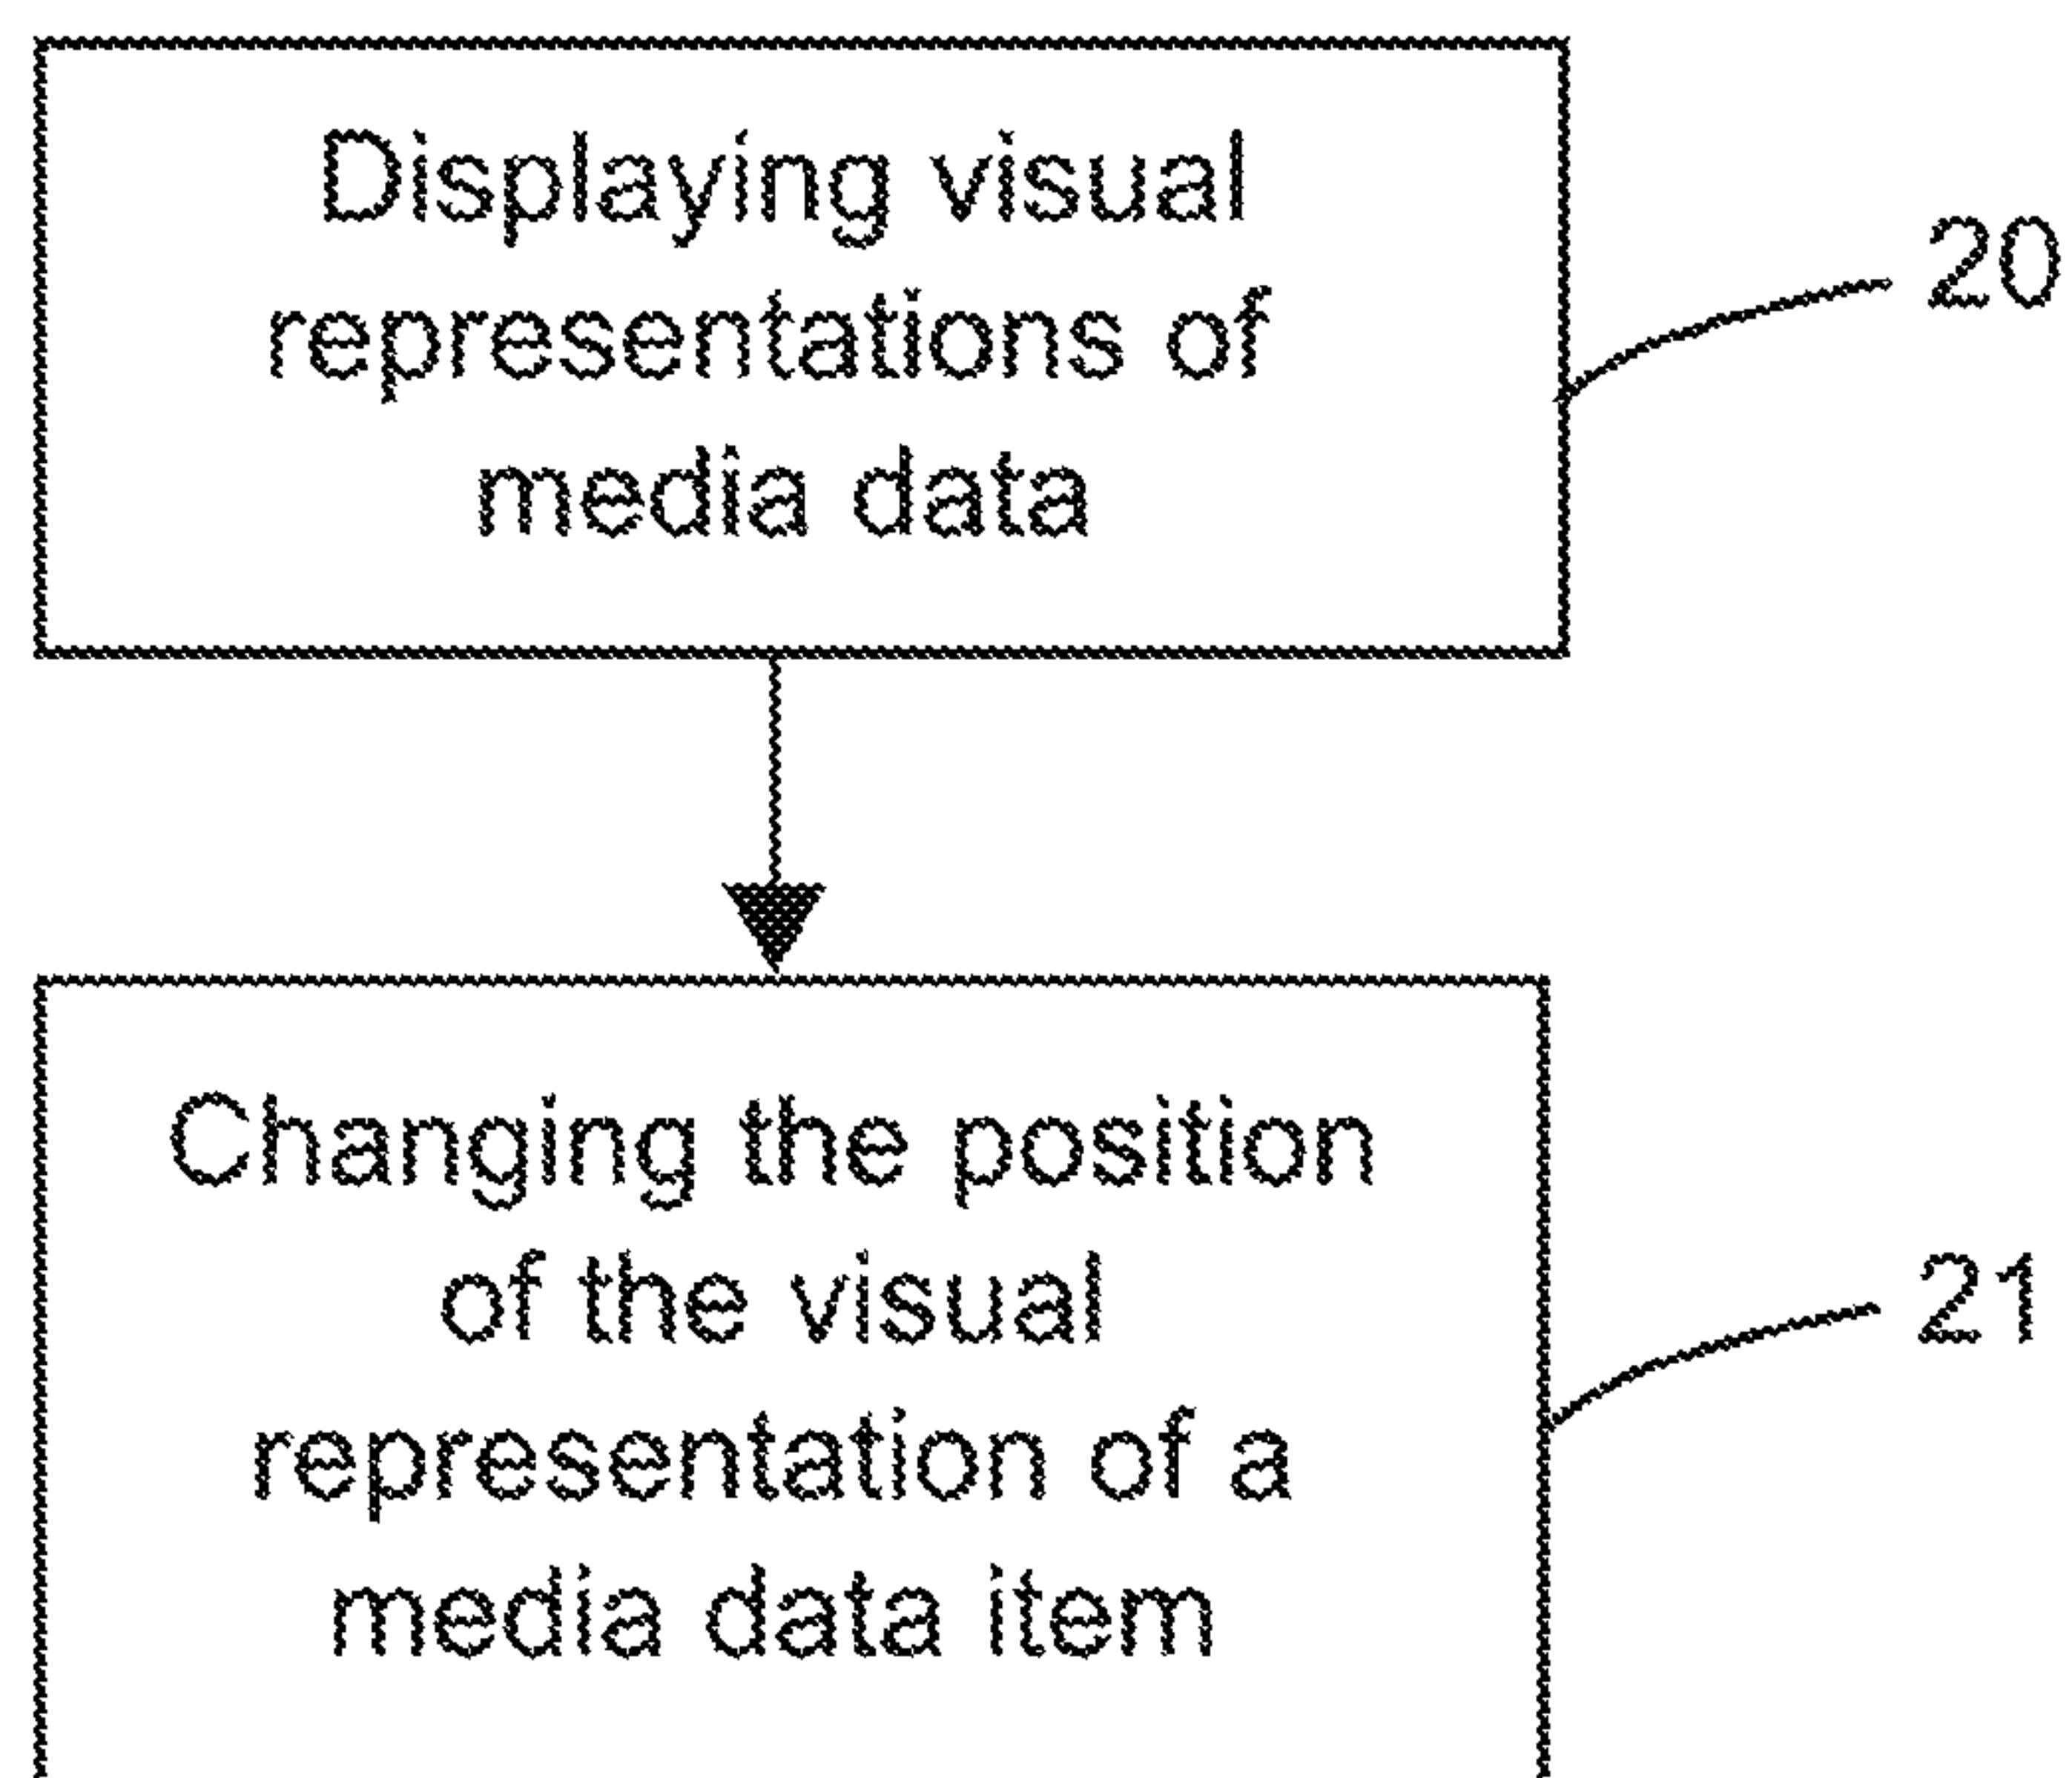 Displaying visual
representations of
media data
20
Changing the position
of the visual
representation of a
media data item
21